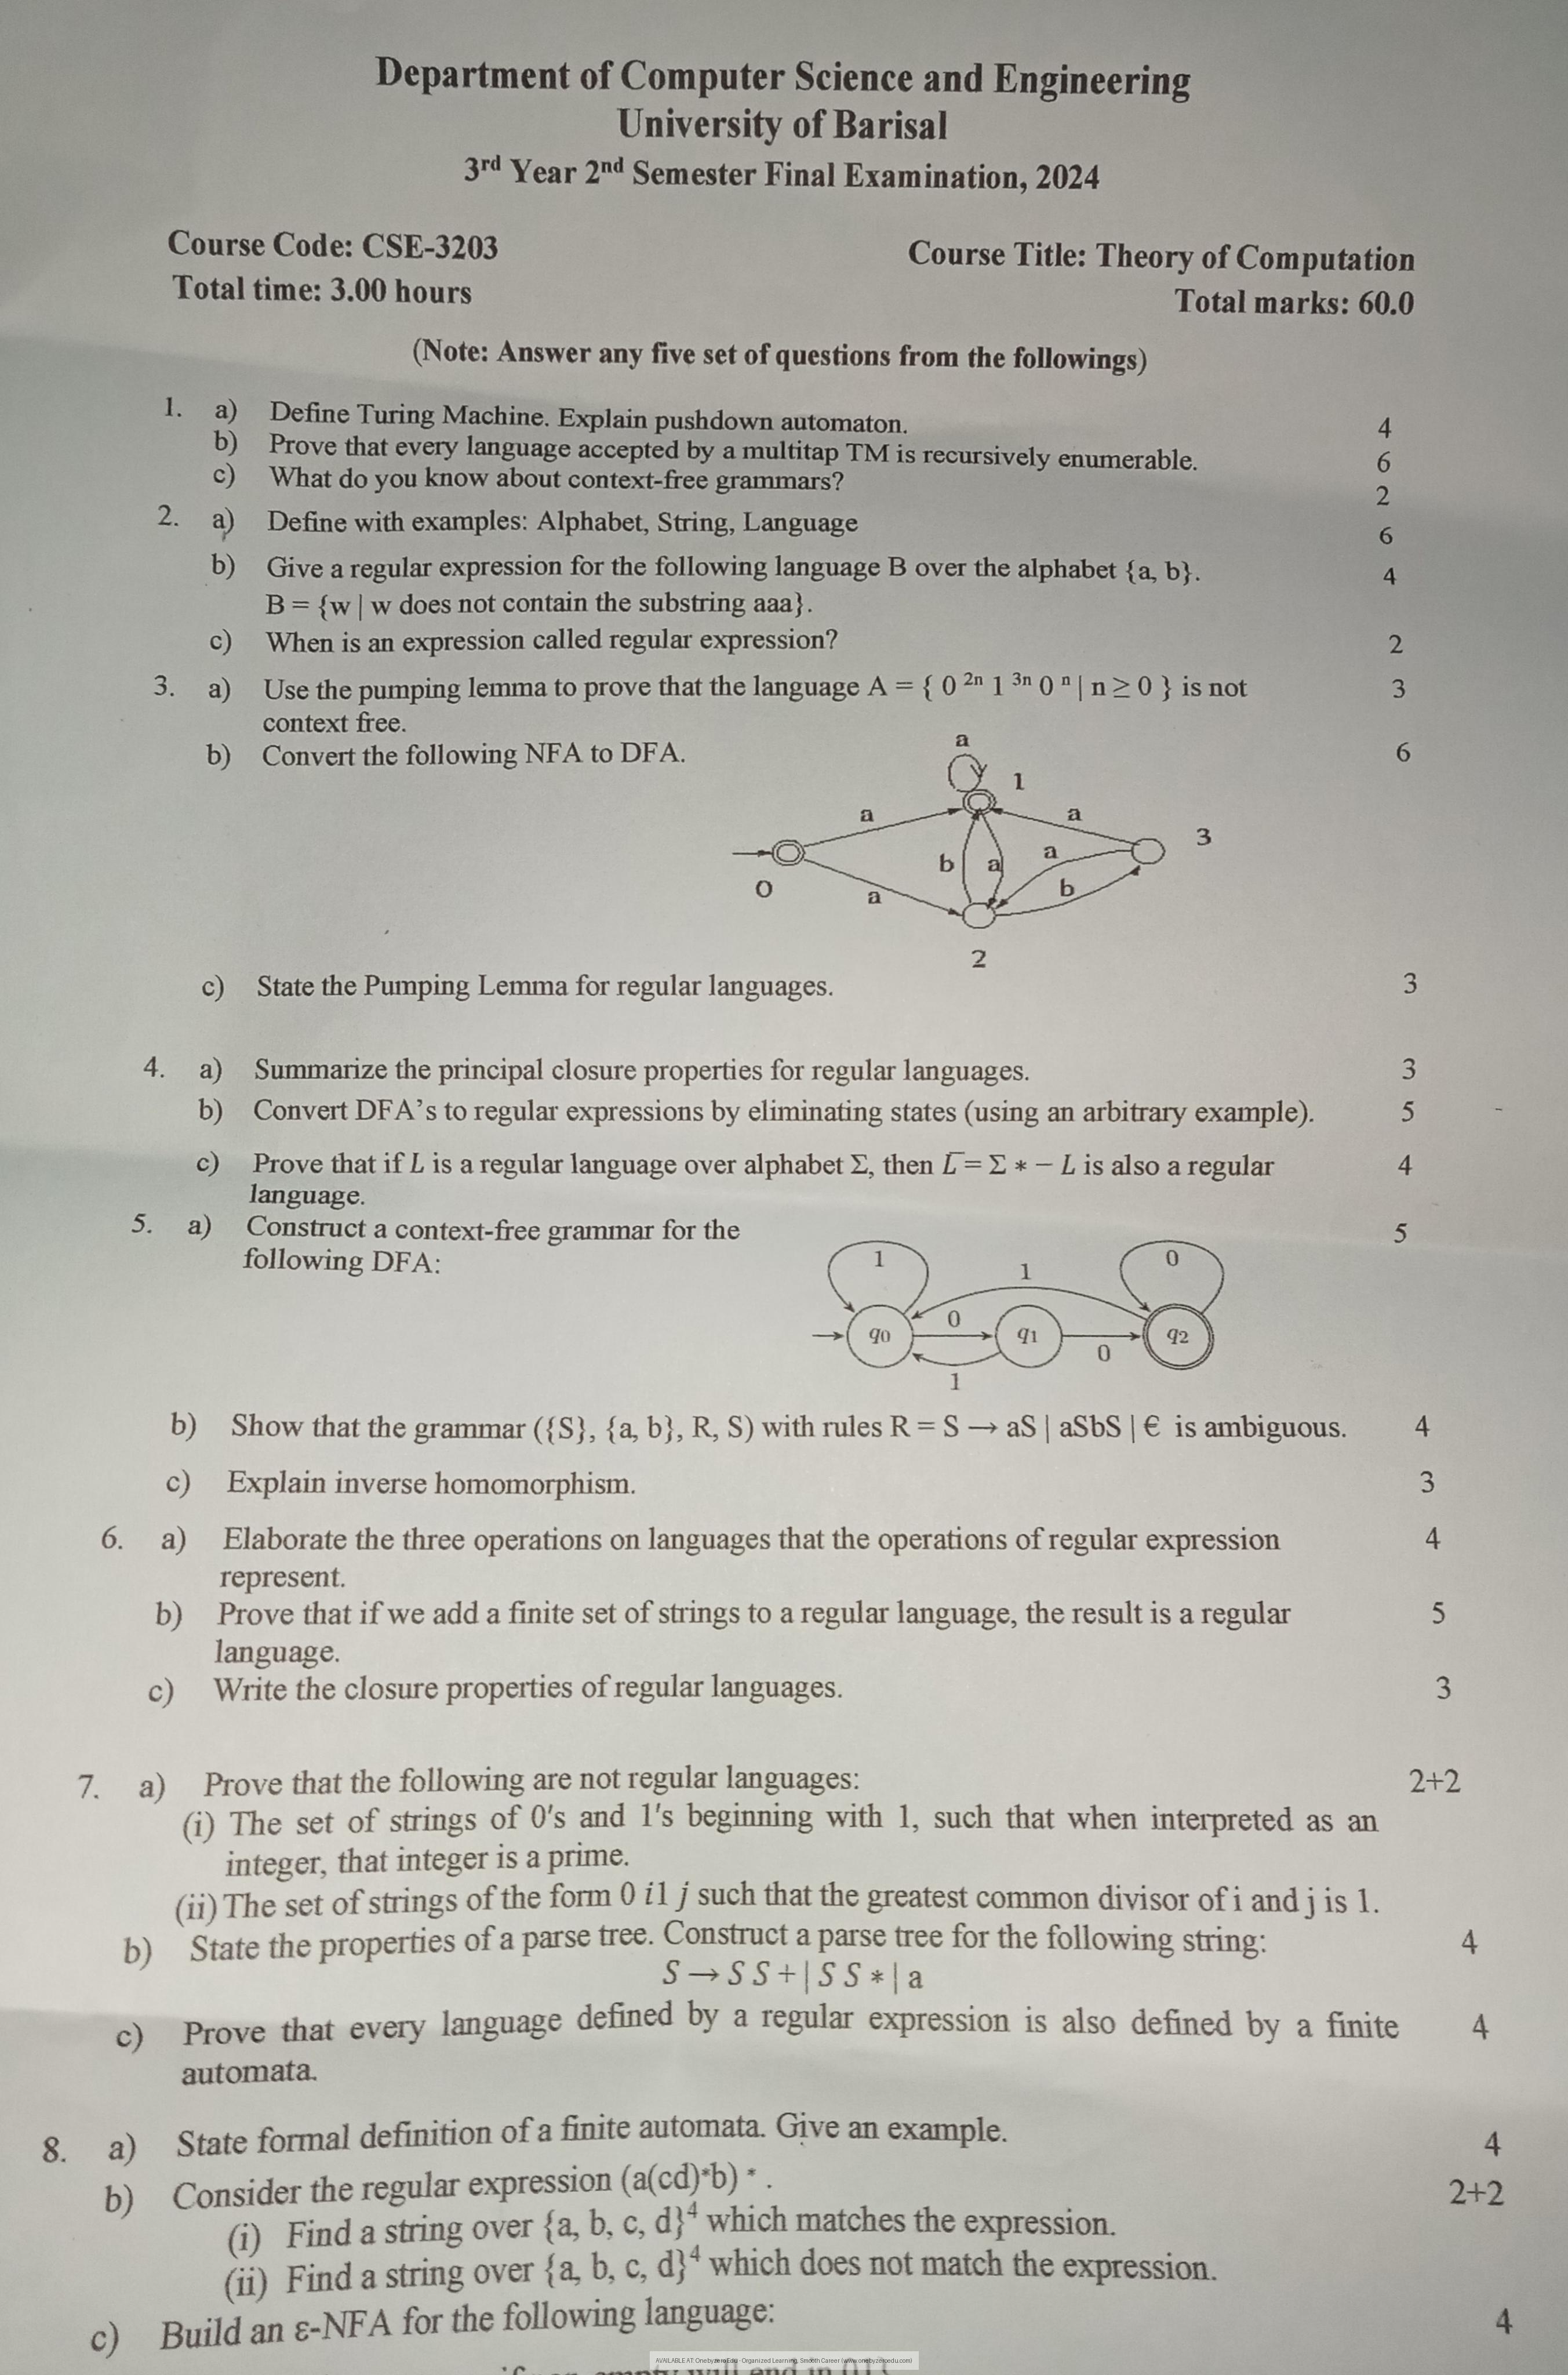 Department of Computer Science and Engineering
University of Barisal
3rd Year 2nd Semester Final Examination, 2024
Course Code: CSE-3203
Course Title: Theory of Computation
Total time: 3.00 hours
Total marks: 60.0
(Note: Answer any five set of questions from the followings)
1. a) Define Turing Machine. Explain pushdown automaton. 4
b) Prove that every language accepted by a multitap TM is recursively enumerable. 6
c) What do you know about context-free grammars? 2
2. a) Define with examples: Alphabet, String, Language 6
b) Give a regular expression for the following language B over the alphabet {a, b}. 4
B = {w | w does not contain the substring aaa}.
c) When is an expression called regular expression? 2
3. a) Use the pumping lemma to prove that the language A = { 0 2n 1 3n 0 n | n ≥ 0 } is not 3
context free.
b) Convert the following NFA to DFA. 6
a
1
a
a
3
b
a
a
b
0
a
2
c) State the Pumping Lemma for regular languages. 3
4. a) Summarize the principal closure properties for regular languages. 3
b) Convert DFA's to regular expressions by eliminating states (using an arbitrary example). 5
c) Prove that if L is a regular language over alphabet Σ, then L̅ = Σ * − L is also a regular 4
language.
5. a) Construct a context-free grammar for the 5
following DFA:
1
0
1
0
q0
q1
q2
0
1
b) Show that the grammar ({S}, {a, b}, R, S) with rules R = S → aS | aSbS | € is ambiguous. 4
c) Explain inverse homomorphism. 3
6. a) Elaborate the three operations on languages that the operations of regular expression 4
represent.
b) Prove that if we add a finite set of strings to a regular language, the result is a regular 5
language.
c) Write the closure properties of regular languages. 3
7. a) Prove that the following are not regular languages: 2+2
(i) The set of strings of 0's and 1's beginning with 1, such that when interpreted as an
integer, that integer is a prime.
(ii) The set of strings of the form 0 i1 j such that the greatest common divisor of i and j is 1.
b) State the properties of a parse tree. Construct a parse tree for the following string: 4
S → S S + | S S * | a
c) Prove that every language defined by a regular expression is also defined by a finite 4
automata.
8. a) State formal definition of a finite automata. Give an example. 4
b) Consider the regular expression (a(cd)*b) * . 2+2
(i) Find a string over {a, b, c, d}4 which matches the expression.
(ii) Find a string over {a, b, c, d}4 which does not match the expression.
c) Build an ε-NFA for the following language: 4
AVAILABLE AT: OnebyzeroEdu - Organized Learning, Smooth Career (www.onebyzeroedu.com)